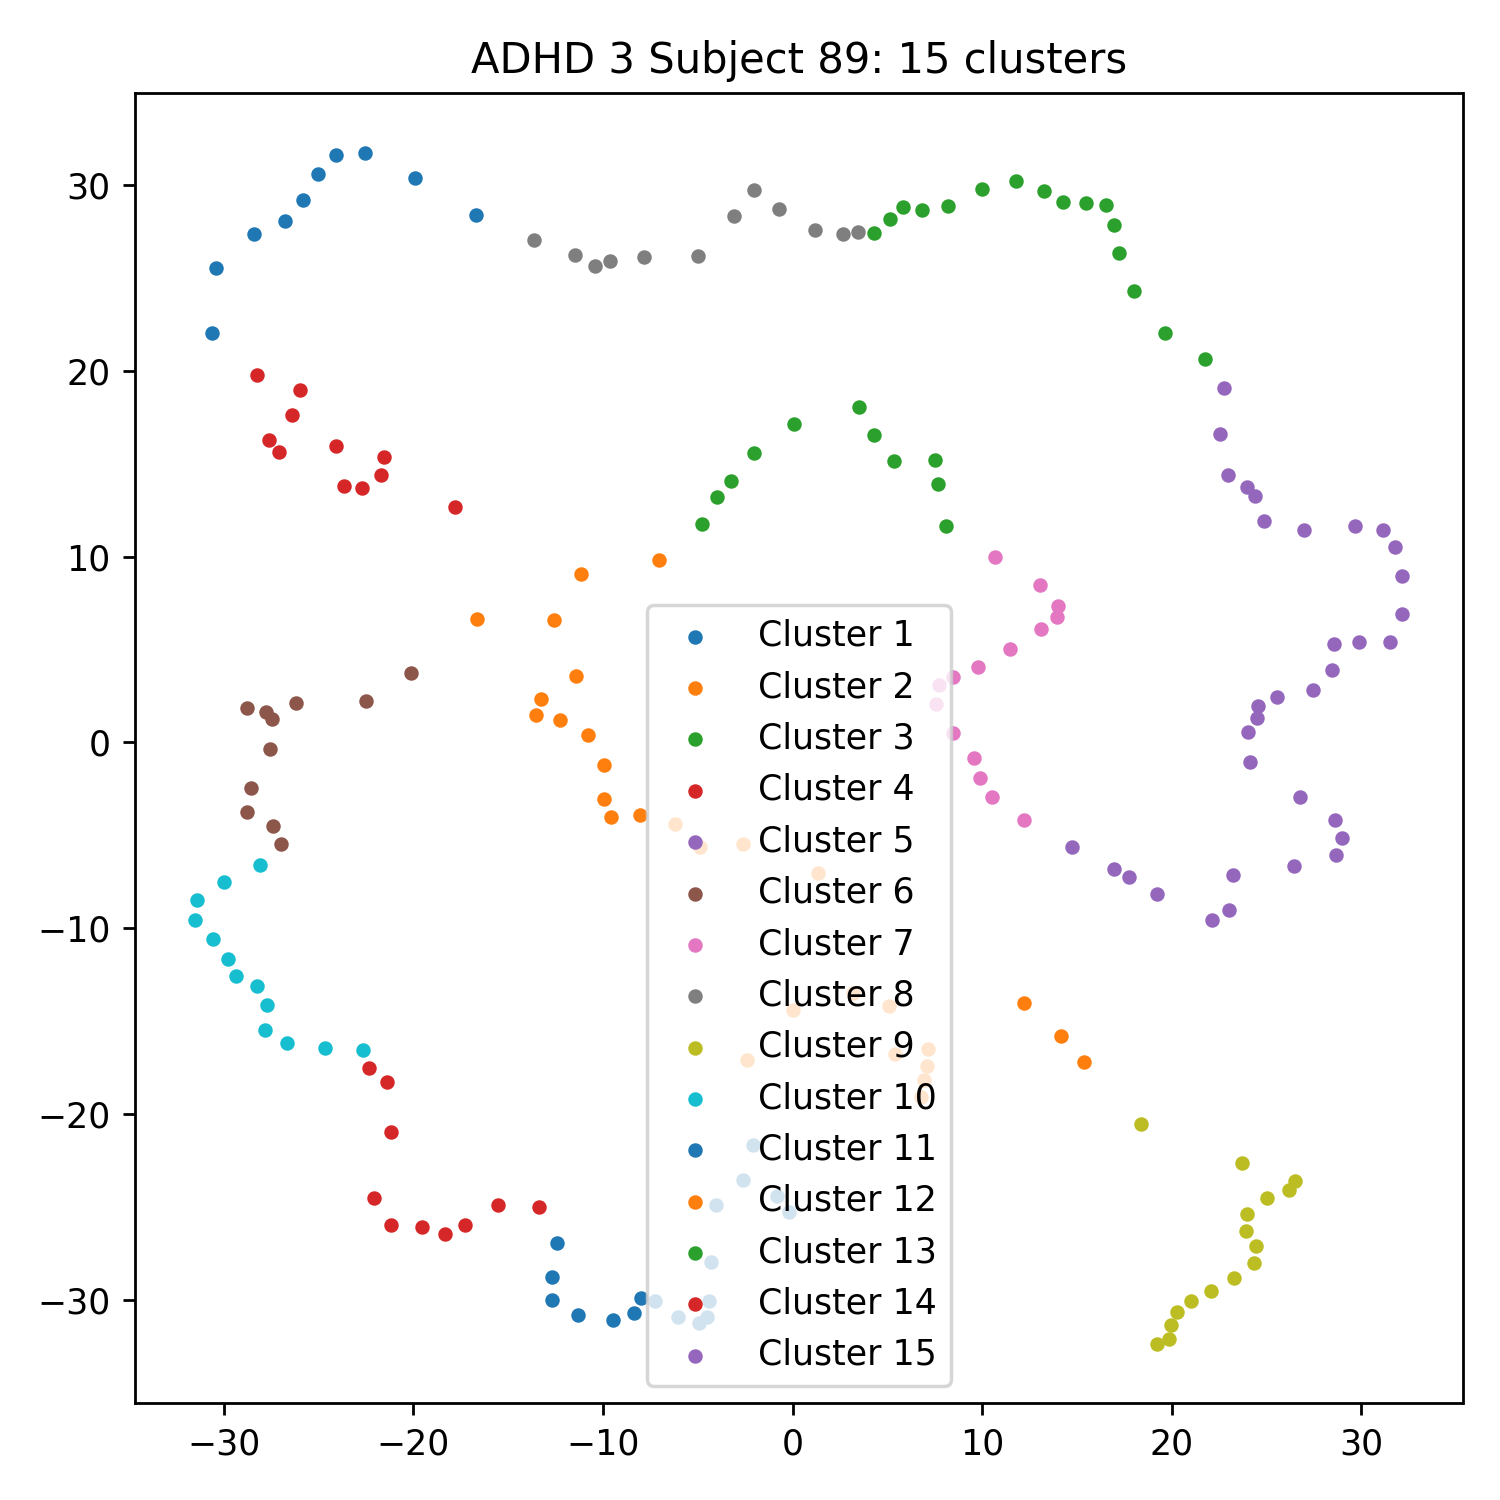 ADHD 3 Subject 89: 15 clusters
30
20
10
0
−10
−20
−30
Cluster 1
Cluster 2
Cluster 3
Cluster 4
Cluster 5
Cluster 6
Cluster 7
Cluster 8
Cluster 9
Cluster 10
Cluster 11
Cluster 12
Cluster 13
Cluster 14
Cluster 15
−30 −20 −10 0 10 20 30